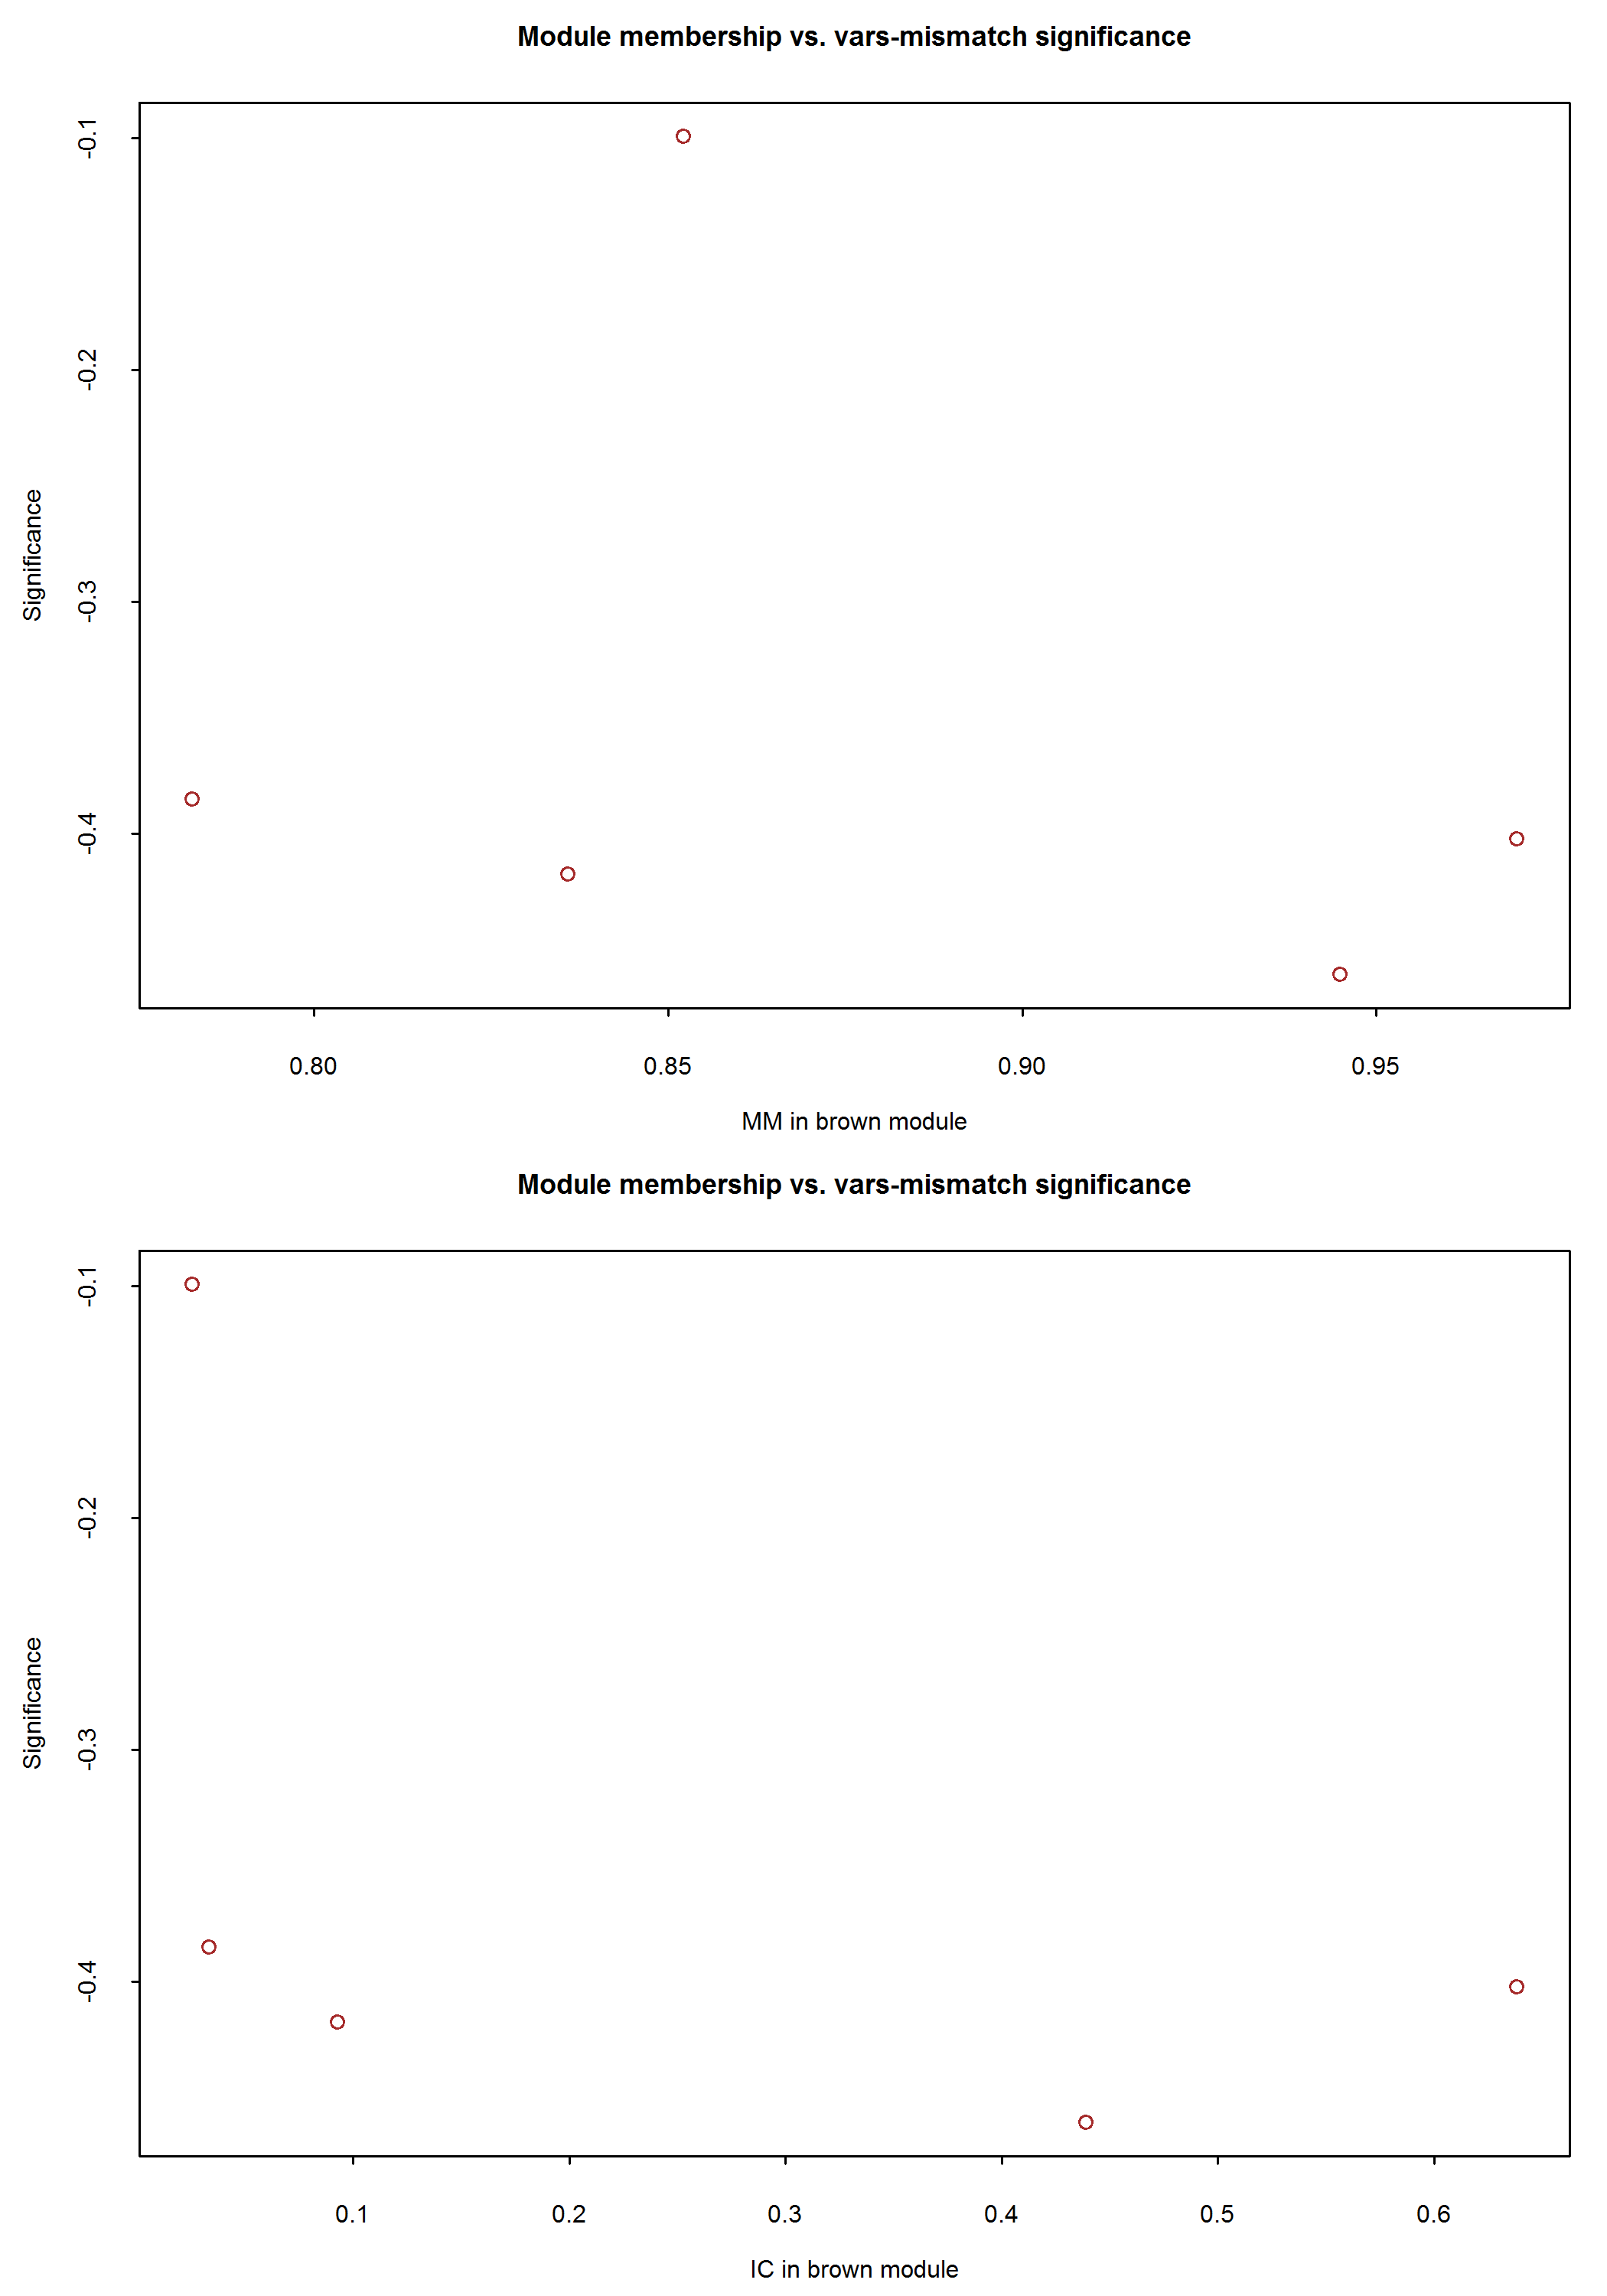 Module membership vs. vars-mismatch significance
-0.1
-0.2
Significance
-0.3
-0.4
0.80 0.85 0.90 0.95
MM in brown module
Module membership vs. vars-mismatch significance
-0.1
-0.2
Significance
-0.3
-0.4
0.1 0.2 0.3 0.4 0.5 0.6
IC in brown module